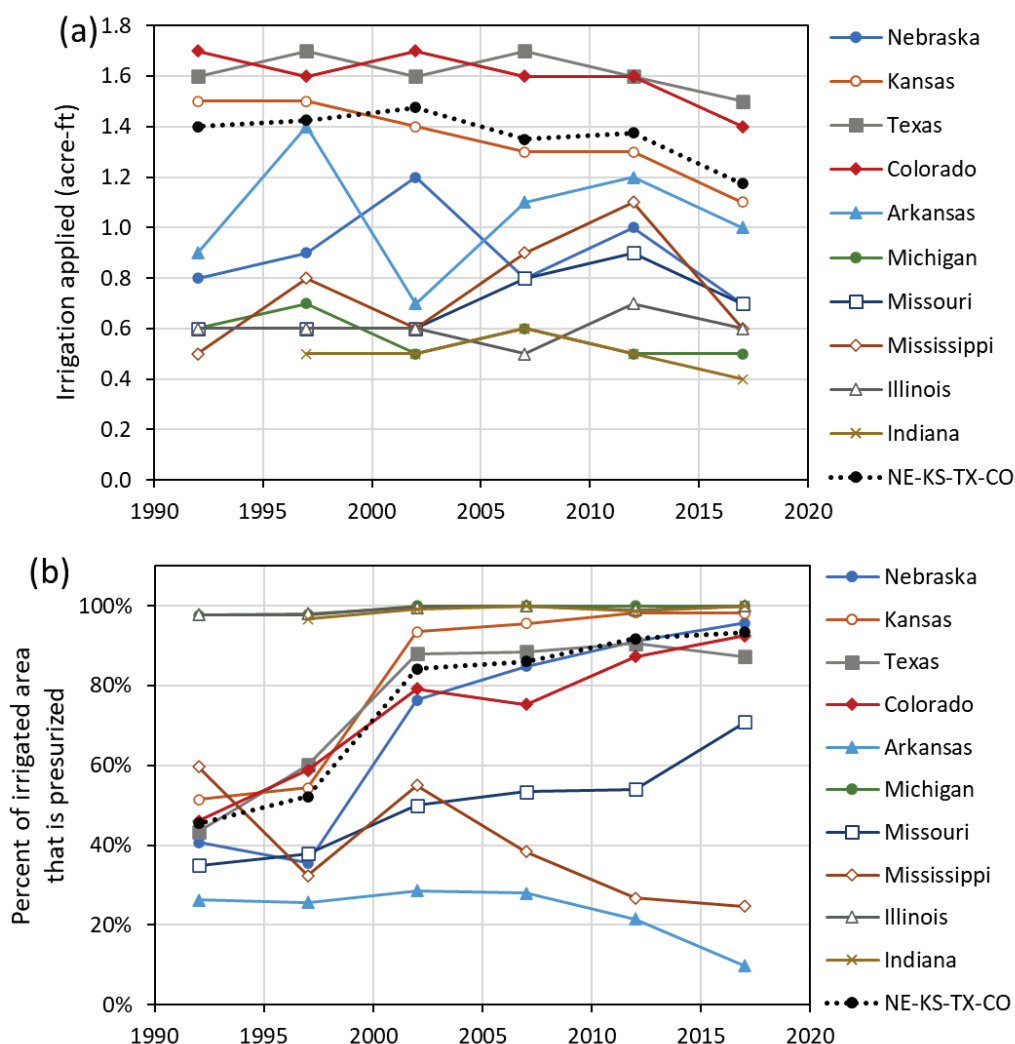 (a)
Irrigation applied (acre-ft)
1.8
1.6
1.4
1.2
1.0
0.8
0.6
0.4
0.2
0.0
1990 1995 2000 2005 2010 2015 2020
Nebraska
Kansas
Texas
Colorado
Arkansas
Michigan
Missouri
Mississippi
Illinois
Indiana
NE-KS-TX-CO
(b)
Percent of irrigated area
that is presurized
100%
80%
60%
40%
20%
0%
1990 1995 2000 2005 2010 2015 2020
Nebraska
Kansas
Texas
Colorado
Arkansas
Michigan
Missouri
Mississippi
Illinois
Indiana
NE-KS-TX-CO